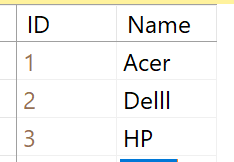 ID Name
1 Acer
2 Delll
3 HP